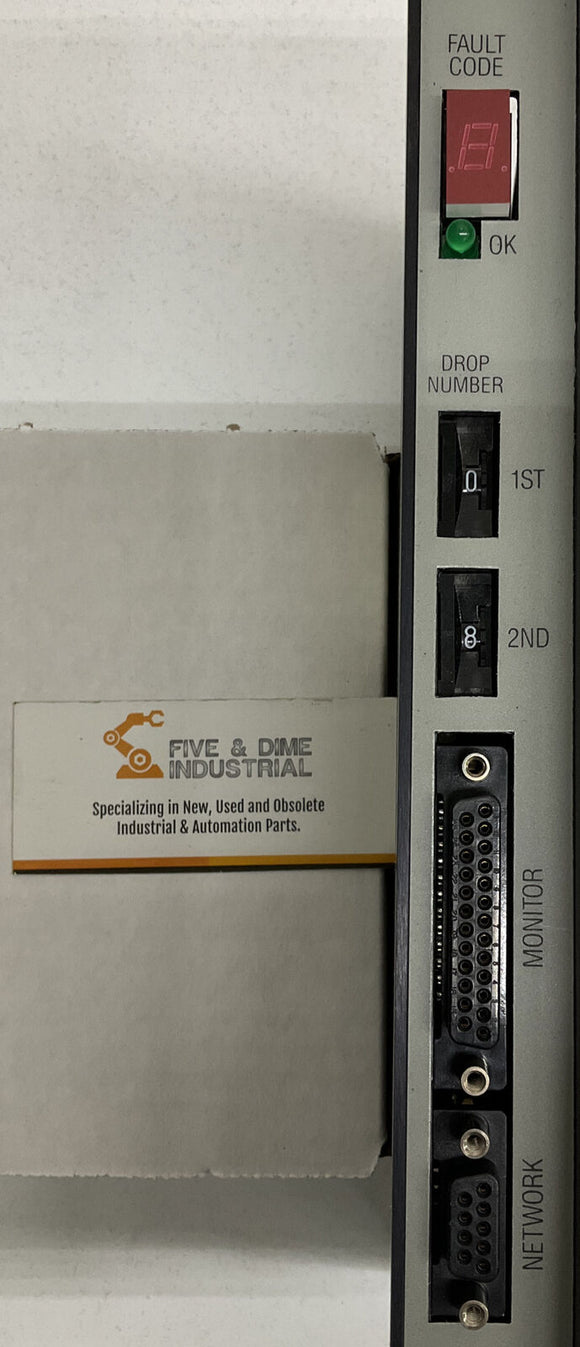 FAULT
CODE
OK
DROP
NUMBER
0
1ST
8
2ND
FIVE & DIME
INDUSTRIAL
Specializing in New, Used and Obsolete
Industrial & Automation Parts.
MONITOR
NETWORK